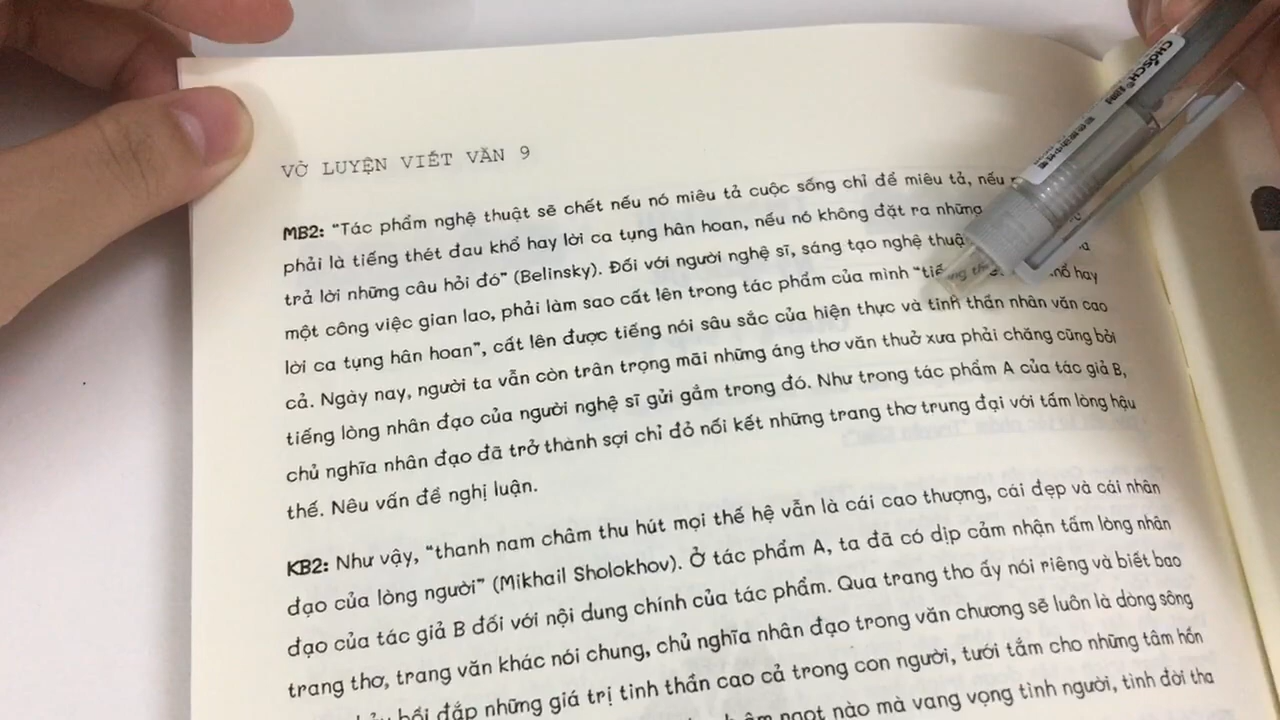 VỞ LUYỆN VIẾT VĂN 9
MB2: “Tác phẩm nghệ thuật sẽ chết nếu nó miêu tả cuộc sống chỉ để miêu tả, nếu
phải là tiếng thét đau khổ hay lời ca tụng hân hoan, nếu nó không đặt ra những
trả lời những câu hỏi đó” (Belinsky). Đối với người nghệ sĩ, sáng tạo nghệ thuật
một công việc gian lao, phải làm sao cất lên trong tác phẩm của mình “tiếng hay
lời ca tụng hân hoan”, cất lên được tiếng nói sâu sắc của hiện thực và tinh thần nhân văn cao
cả. Ngày nay, người ta vẫn còn trân trọng mãi những áng thơ văn thuở xưa phải chăng cũng bởi
tiếng lòng nhân đạo của người nghệ sĩ gửi gắm trong đó. Như trong tác phẩm A của tác giả B,
chủ nghĩa nhân đạo đã trở thành sợi chỉ đỏ nối kết những trang thơ trung đại với tấm lòng hậu
thế. Nêu vấn đề nghị luận.
KB2: Như vậy, “thanh nam châm thu hút mọi thế hệ vẫn là cái cao thượng, cái đẹp và cái nhân
đạo của lòng người” (Mikhail Sholokhov). Ở tác phẩm A, ta đã có dịp cảm nhận tấm lòng nhân
đạo của tác giả B đối với nội dung chính của tác phẩm. Qua trang tho ấy nói riêng và biết bao
trang thơ, trang văn khác nói chung, chủ nghĩa nhân đạo trong văn chương sẽ luôn là dòng sông
bồi đắp những giá trị tinh thần cao cả trong con người, tưới tắm cho những tâm hồn
ngọt nào mà vang vọng tình người, tình đời tha
CHOSCH